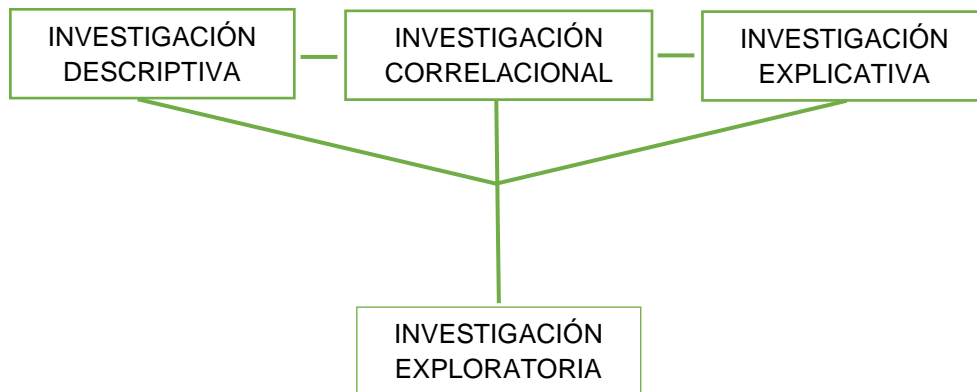 INVESTIGACIÓN
DESCRIPTIVA
INVESTIGACIÓN
CORRELACIONAL
INVESTIGACIÓN
EXPLICATIVA
INVESTIGACIÓN
EXPLORATORIA